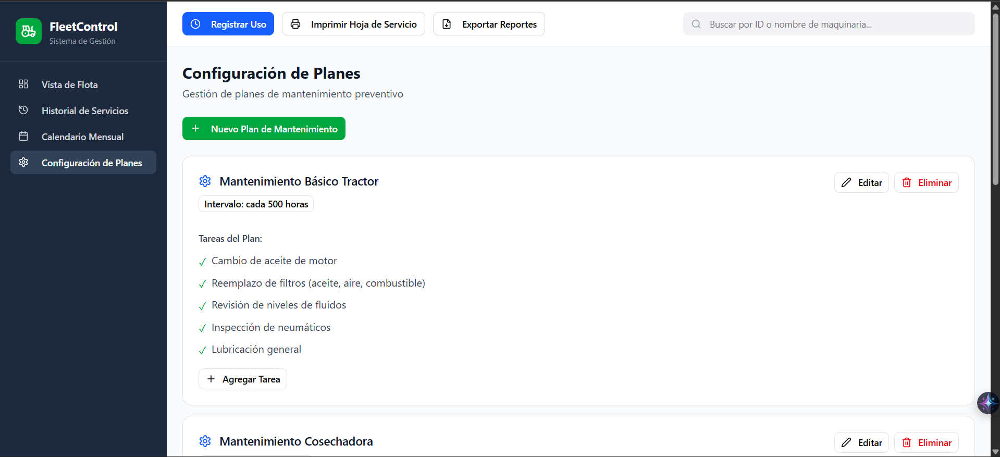 FleetControl
Sistema de Gestión
Vista de Flota
Historial de Servicios
Calendario Mensual
Configuración de Planes
Registrar Uso
Imprimir Hoja de Servicio
Exportar Reportes
Buscar por ID o nombre de maquinaria...
Configuración de Planes
Gestión de planes de mantenimiento preventivo
Nuevo Plan de Mantenimiento
Mantenimiento Básico Tractor
Editar
Eliminar
Intervalo: cada 500 horas
Tareas del Plan:
Cambio de aceite de motor
Reemplazo de filtros (aceite, aire, combustible)
Revisión de niveles de fluidos
Inspección de neumáticos
Lubricación general
Agregar Tarea
Mantenimiento Cosechadora
Editar
Eliminar